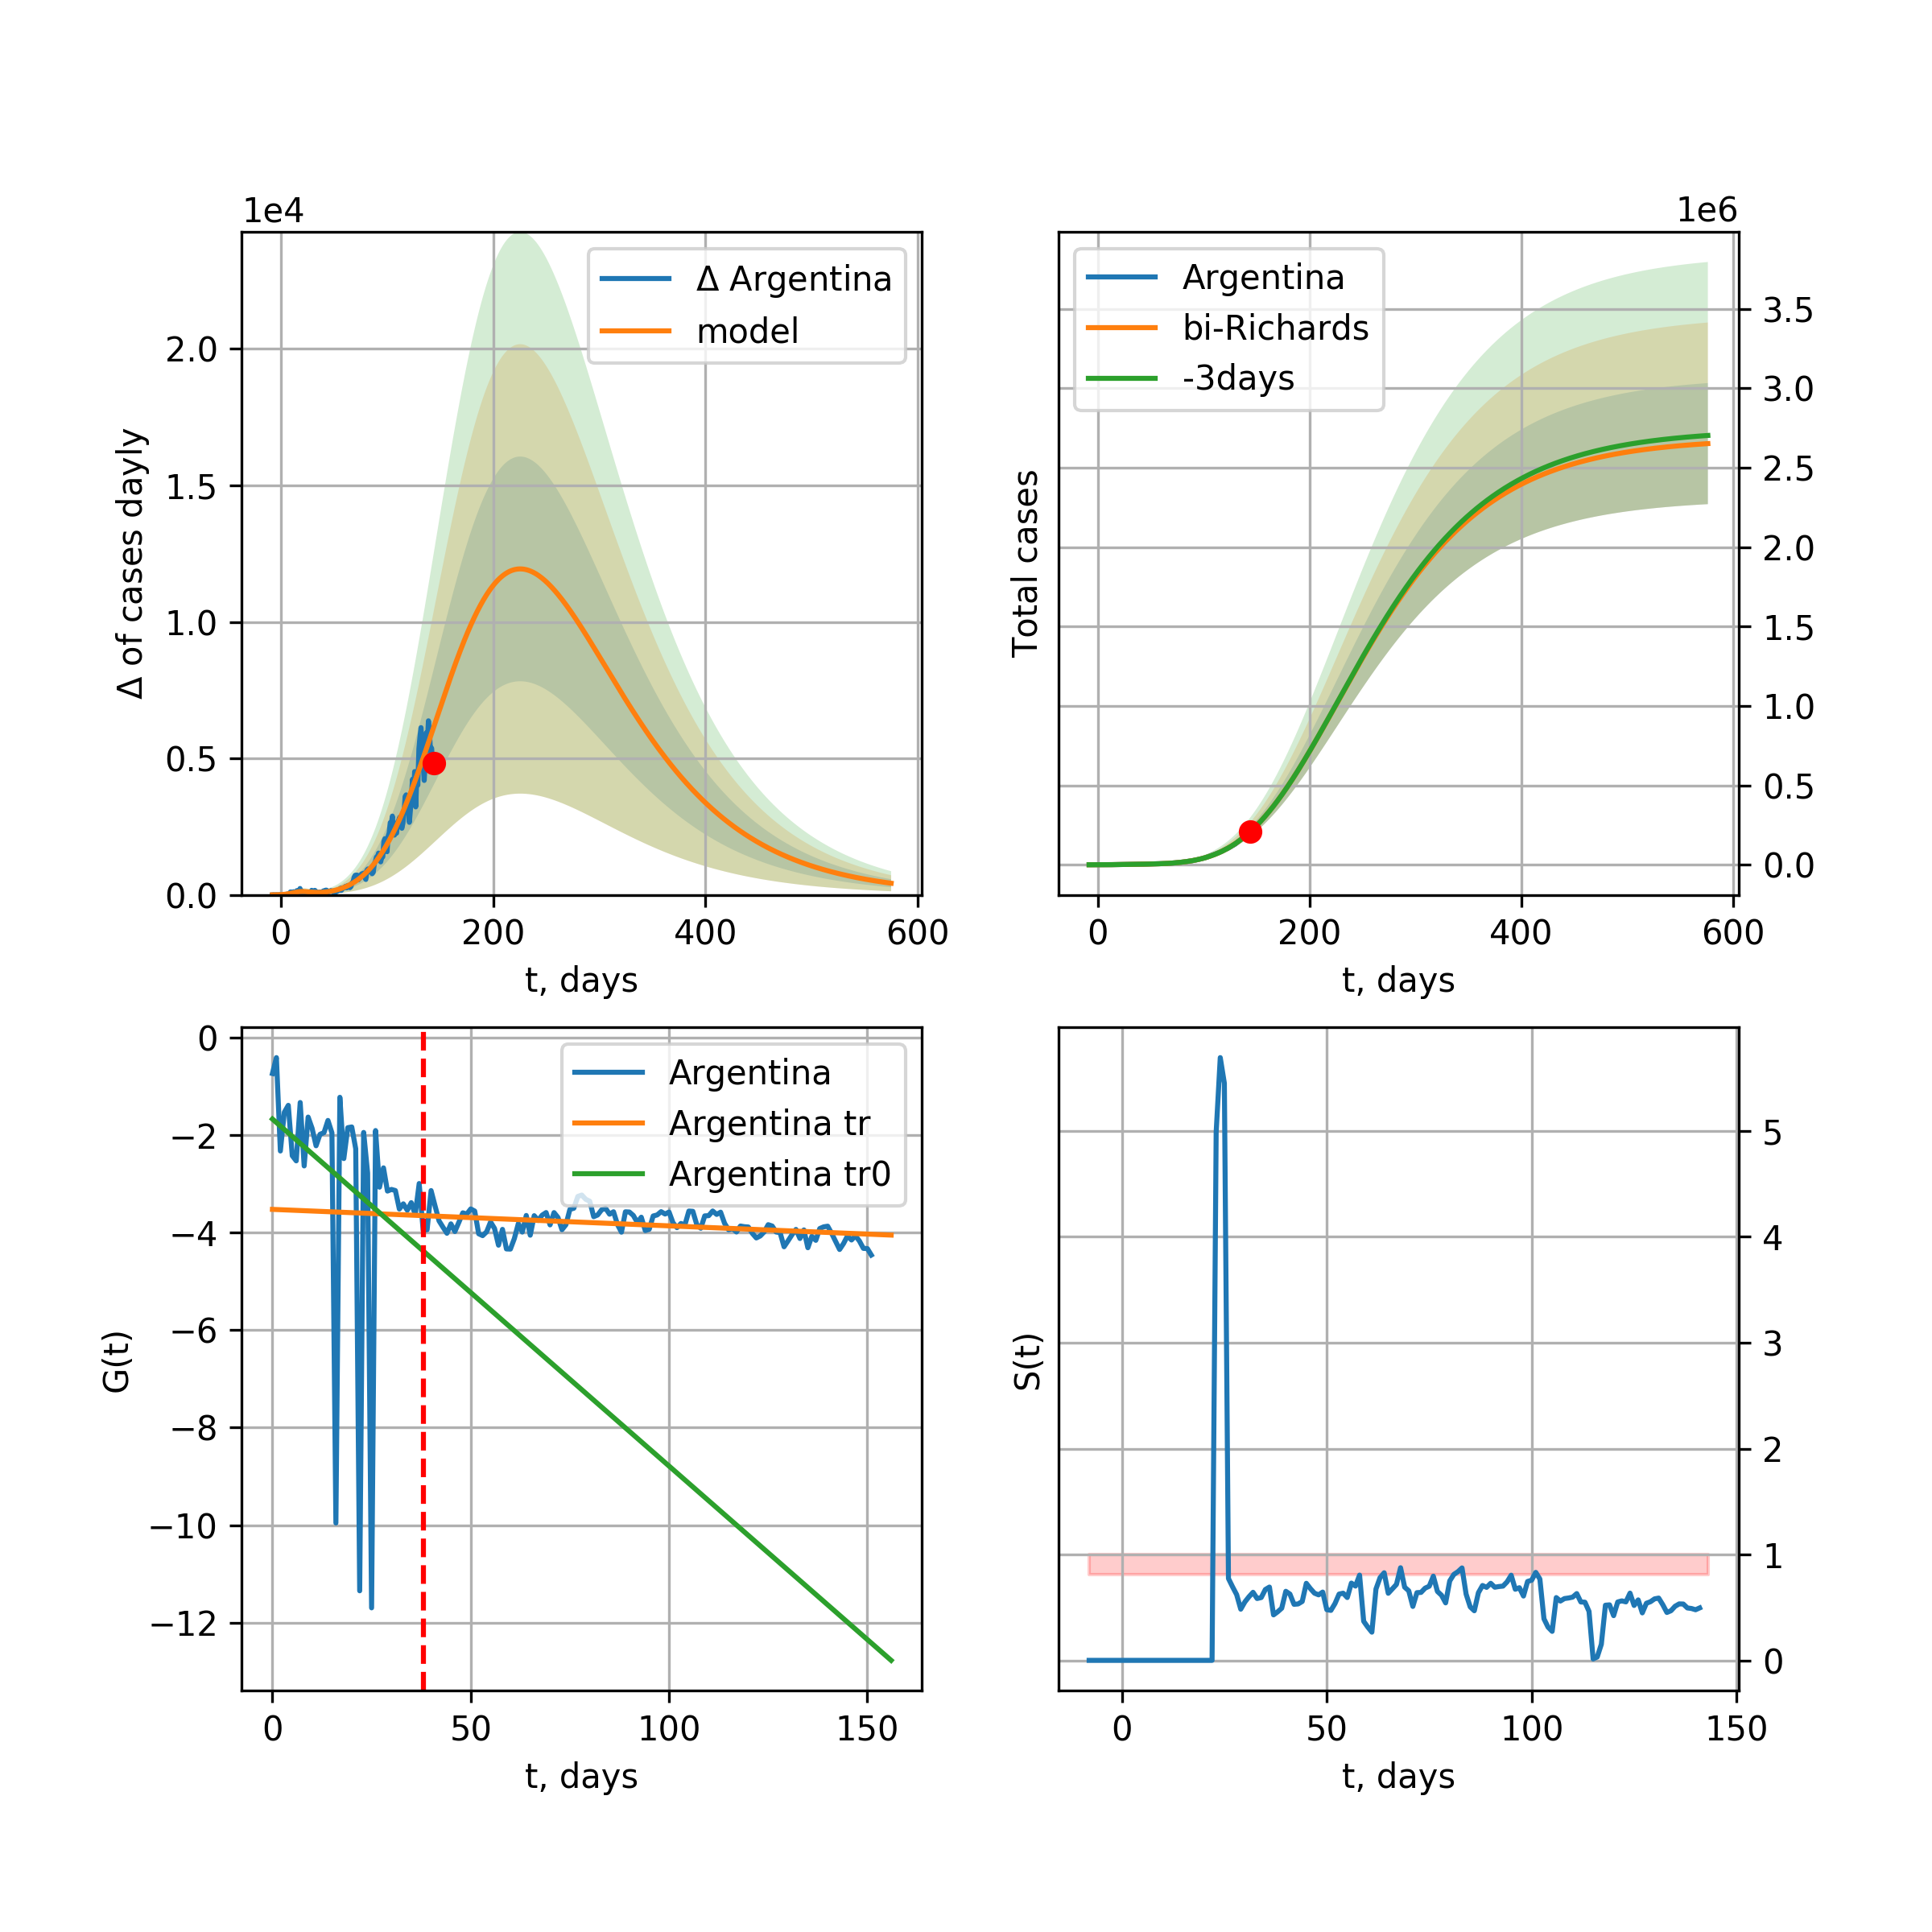 1e4
Δ of cases dayly
2.0
1.5
1.0
0.5
0.0
0 200 400 600
t, days
Δ Argentina
model
1e6
Total cases
3.5
3.0
2.5
2.0
1.5
1.0
0.5
0.0
0 200 400 600
t, days
Argentina
bi-Richards
-3days
G(t)
0
−2
−4
−6
−8
−10
−12
0 50 100 150
t, days
Argentina
Argentina tr
Argentina tr0
S(t)
5
4
3
2
1
0
0 50 100 150
t, days